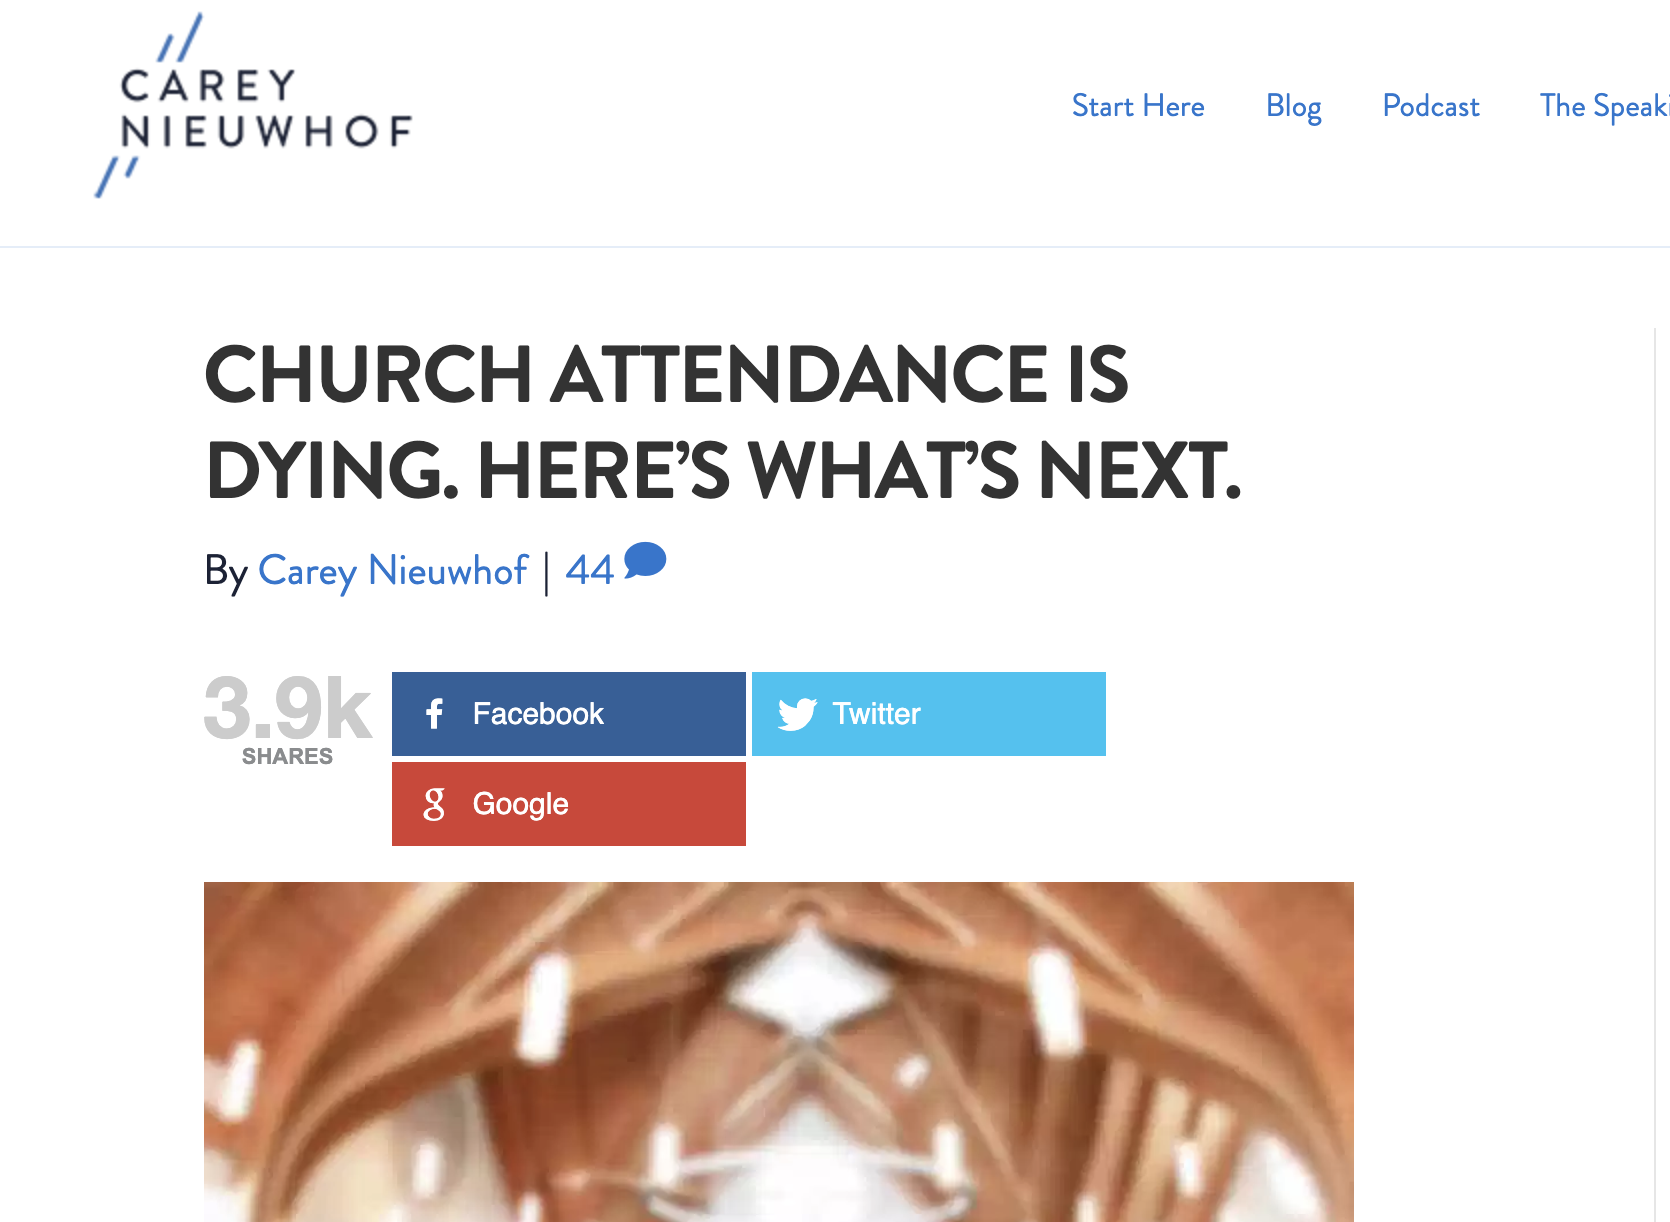 CAREY
NIEUWHOF
Start Here Blog Podcast The Speaki
CHURCH ATTENDANCE IS
DYING. HERE’S WHAT’S NEXT.
By Carey Nieuwhof | 44
3.9k
SHARES
Facebook
Twitter
Google